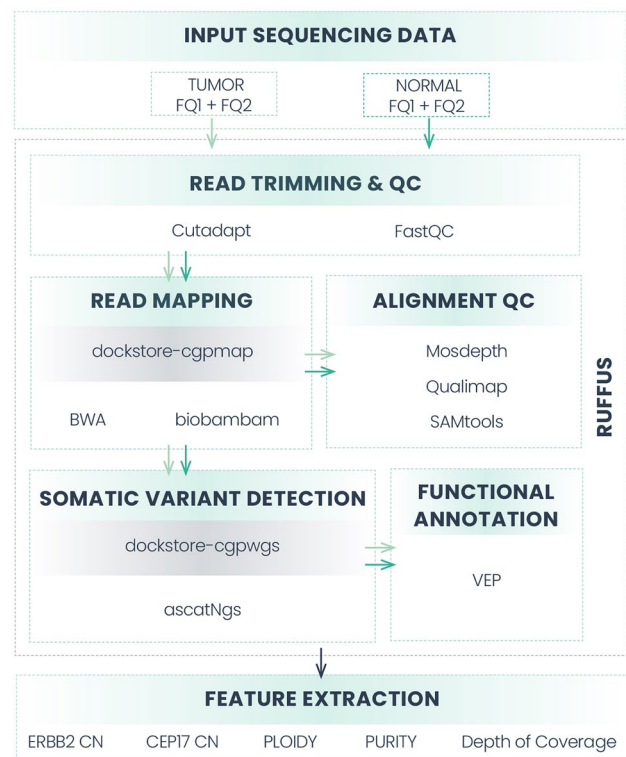 INPUT SEQUENCING DATA
TUMOR
FQ1 + FQ2
NORMAL
FQ1 + FQ2
READ TRIMMING & QC
Cutadapt
FastQC
READ MAPPING
dockstore-cgpmap
BWA
biobambam
ALIGNMENT QC
Mosdepth
Qualimap
SAMtools
RUFFUS
SOMATIC VARIANT DETECTION
dockstore-cgpwgs
ascatNgs
FUNCTIONAL
ANNOTATION
VEP
FEATURE EXTRACTION
ERBB2 CN
CEP17 CN
PLOIDY
PURITY
Depth of Coverage